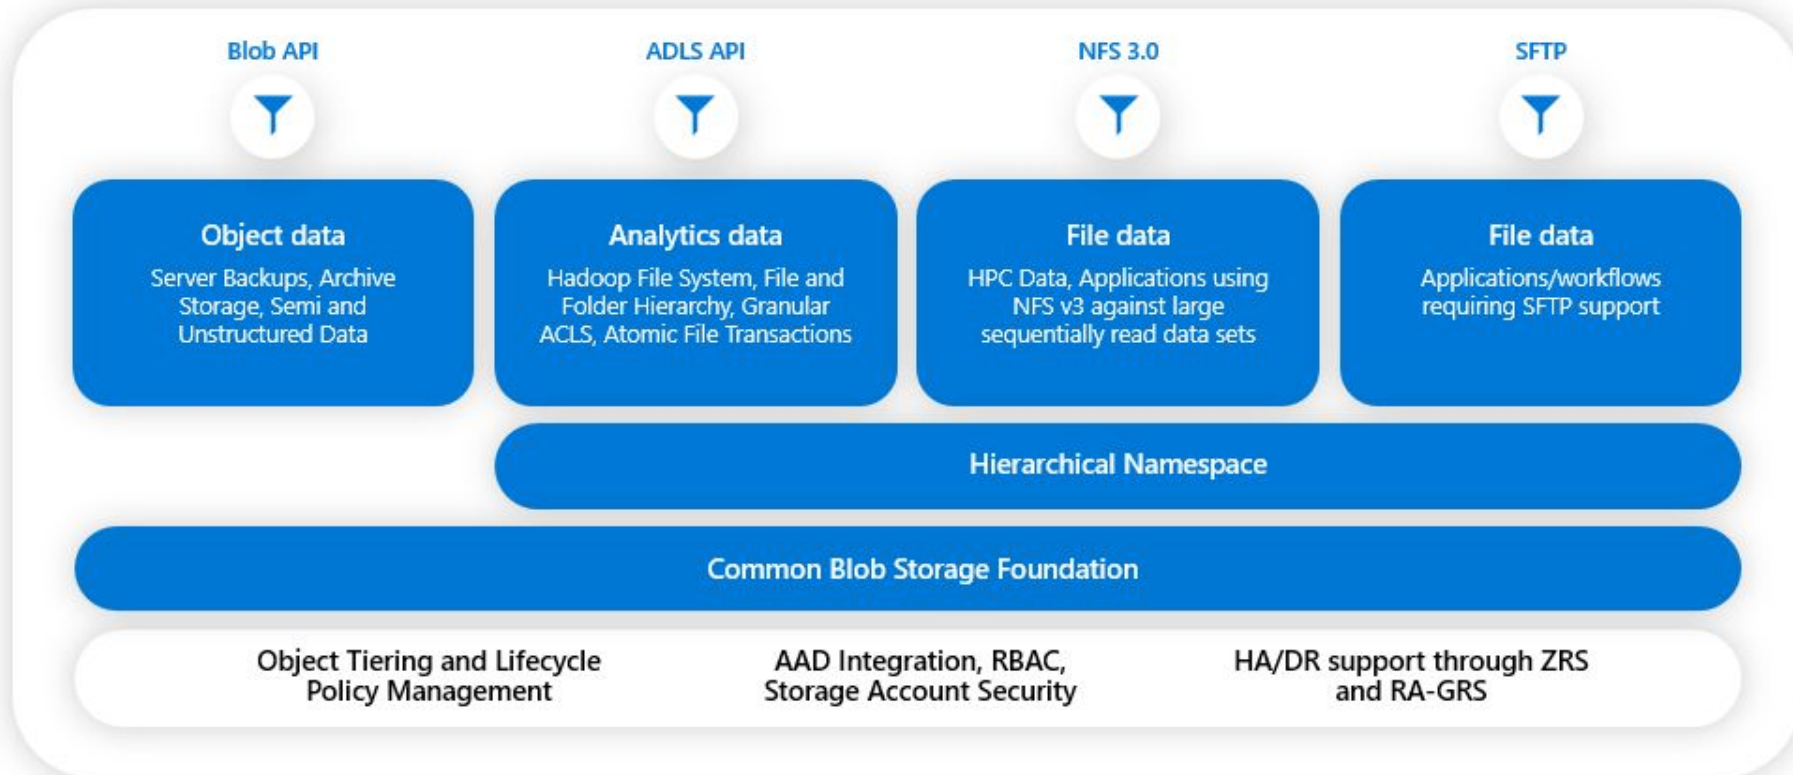 Blob API
ADLS API
NFS 3.0
SFTP
Object data
Server Backups, Archive
Storage, Semi and
Unstructured Data
Analytics data
Hadoop File System, File and
Folder Hierarchy, Granular
ACLS, Atomic File Transactions
File data
HPC Data, Applications using
NFS v3 against large
sequentially read data sets
File data
Applications/workflows
requiring SFTP support
Hierarchical Namespace
Common Blob Storage Foundation
Object Tiering and Lifecycle
Policy Management
AAD Integration, RBAC,
Storage Account Security
HA/DR support through ZRS
and RA-GRS